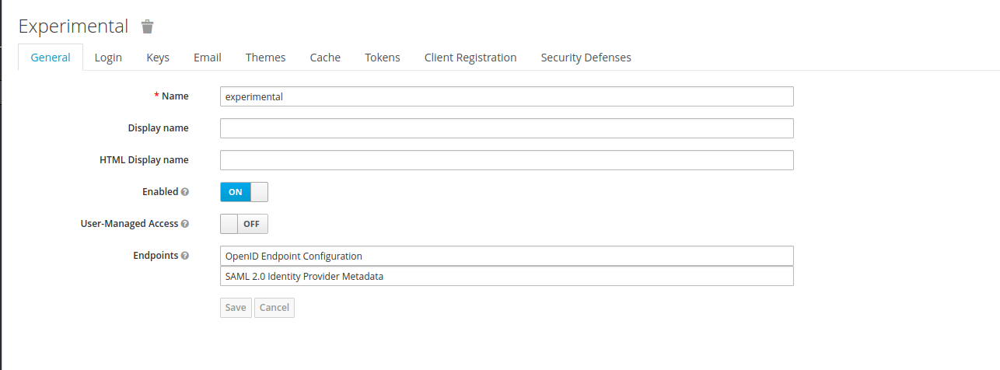 Experimental
General Login Keys Email Themes Cache Tokens Client Registration Security Defenses
* Name experimental
Display name
HTML Display name
Enabled ? ON
User-Managed Access ? OFF
Endpoints ? OpenID Endpoint Configuration
SAML 2.0 Identity Provider Metadata
Save Cancel